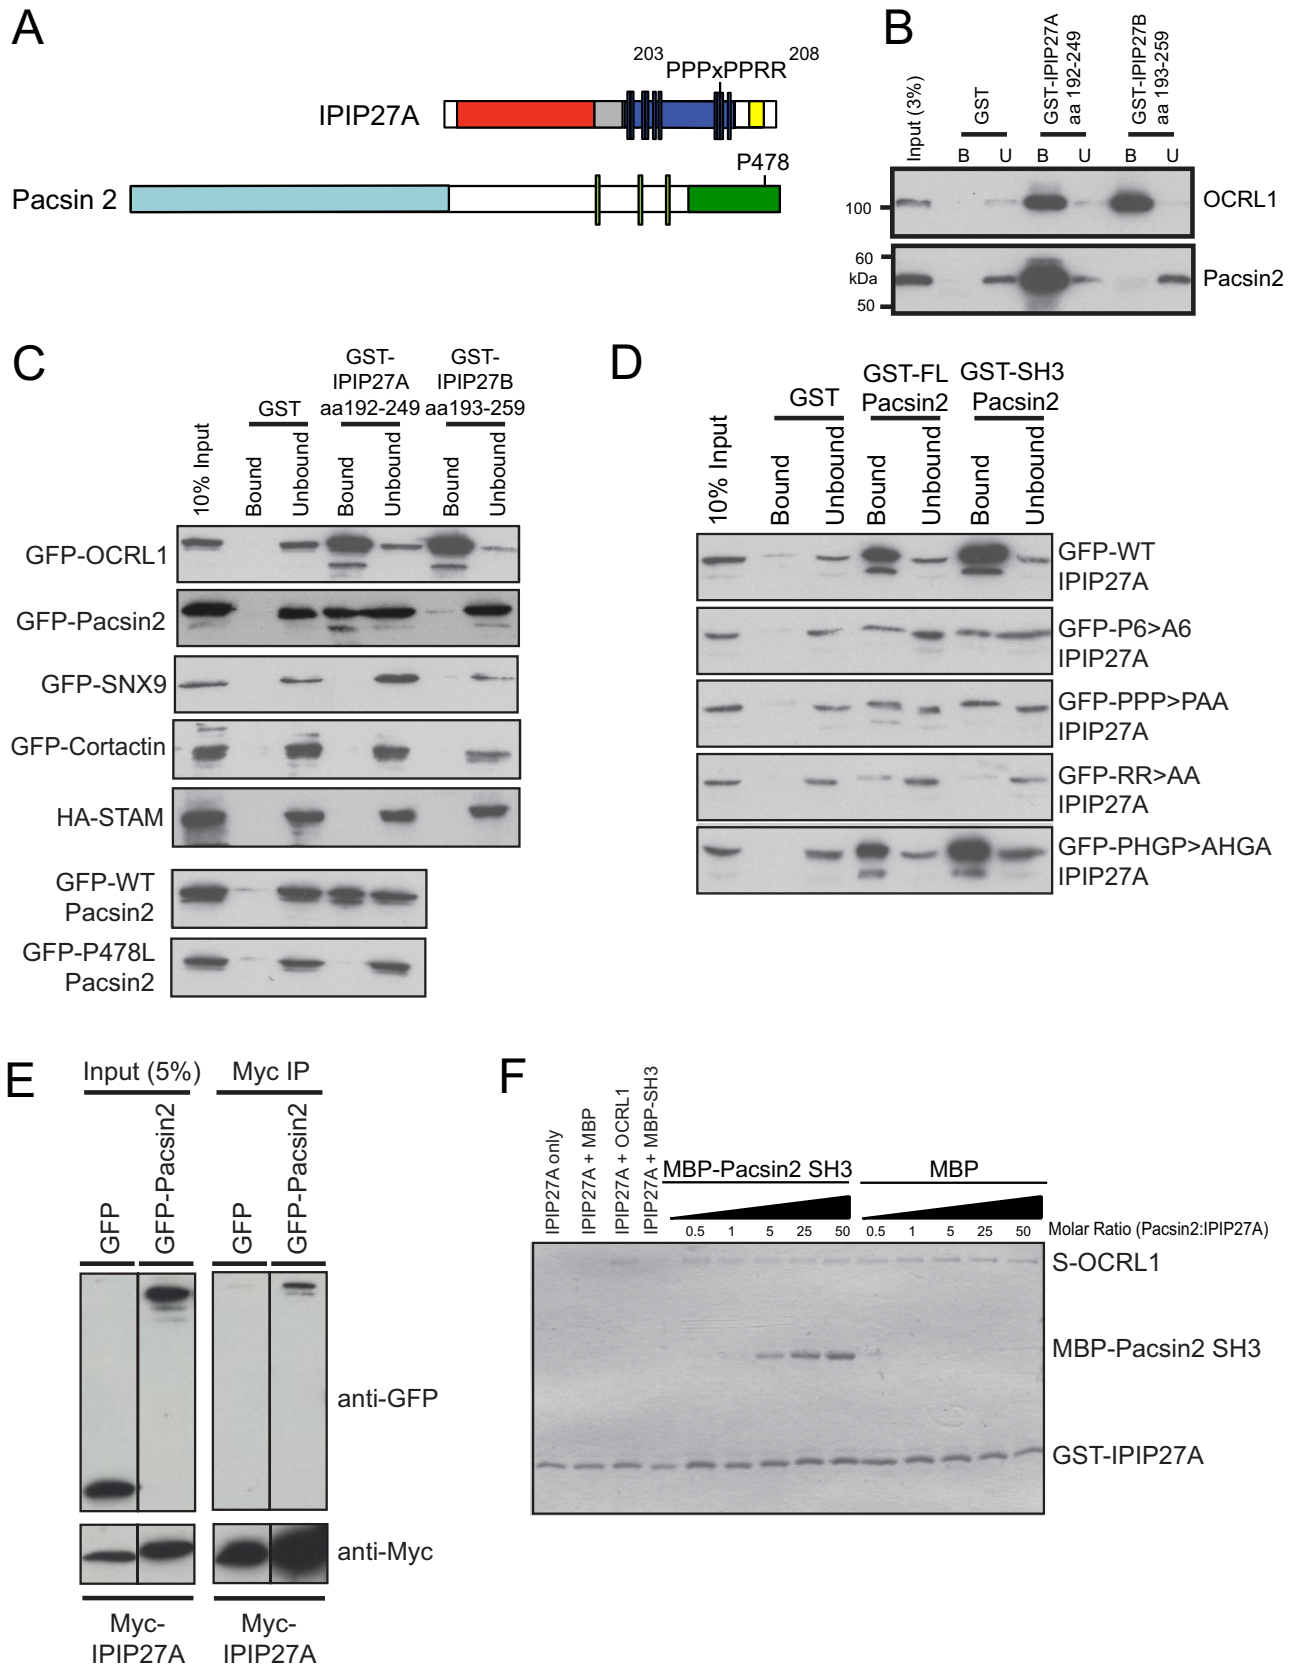 A
203
208
PPPxPPRR
IPIP27A
P478
Pacsin 2
B
Input (3%)
GST
GST-IPIP27A
aa 192-249
GST-IPIP27B
aa 193-259
B U B U B U
100
OCRL1
60
kDa
50
Pacsin2
C
10% Input
GST
GST-
IPIP27A
aa192-249
GST-
IPIP27B
aa193-259
Bound Unbound Bound Unbound Bound Unbound
GFP-OCRL1
GFP-Pacsin2
GFP-SNX9
GFP-Cortactin
HA-STAM
GFP-WT
Pacsin2
GFP-P478L
Pacsin2
D
10% Input
GST
GST-FL
Pacsin2
GST-SH3
Pacsin2
Bound Unbound Bound Unbound Bound Unbound
GFP-WT
IPIP27A
GFP-P6>A6
IPIP27A
GFP-PPP>PAA
IPIP27A
GFP-RR>AA
IPIP27A
GFP-PHGP>AHGA
IPIP27A
E
Input (5%) Myc IP
GFP GFP-Pacsin2 GFP GFP-Pacsin2
anti-GFP
anti-Myc
Myc-
IPIP27A
Myc-
IPIP27A
F
IPIP27A only
IPIP27A + MBP
IPIP27A + OCRL1
IPIP27A + MBP-SH3
MBP-Pacsin2 SH3 MBP
0.5 1 5 25 50 0.5 1 5 25 50 Molar Ratio (Pacsin2:IPIP27A)
S-OCRL1
MBP-Pacsin2 SH3
GST-IPIP27A